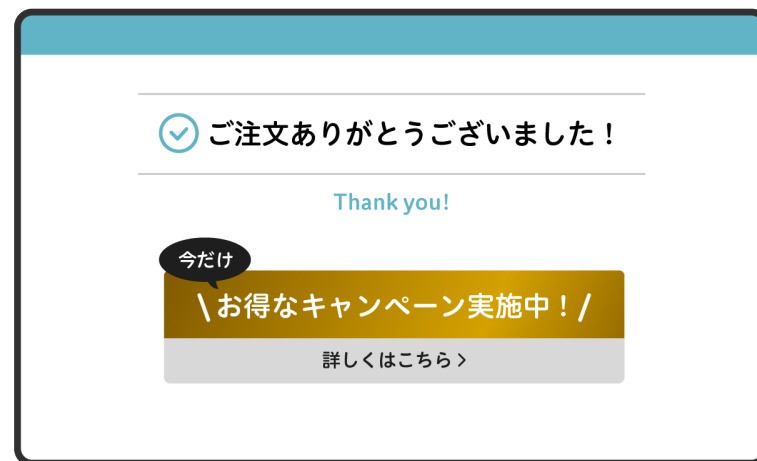 ご注文ありがとうございました！
Thank you!
今だけ
\お得なキャンペーン実施中！/
詳しくはこちら>